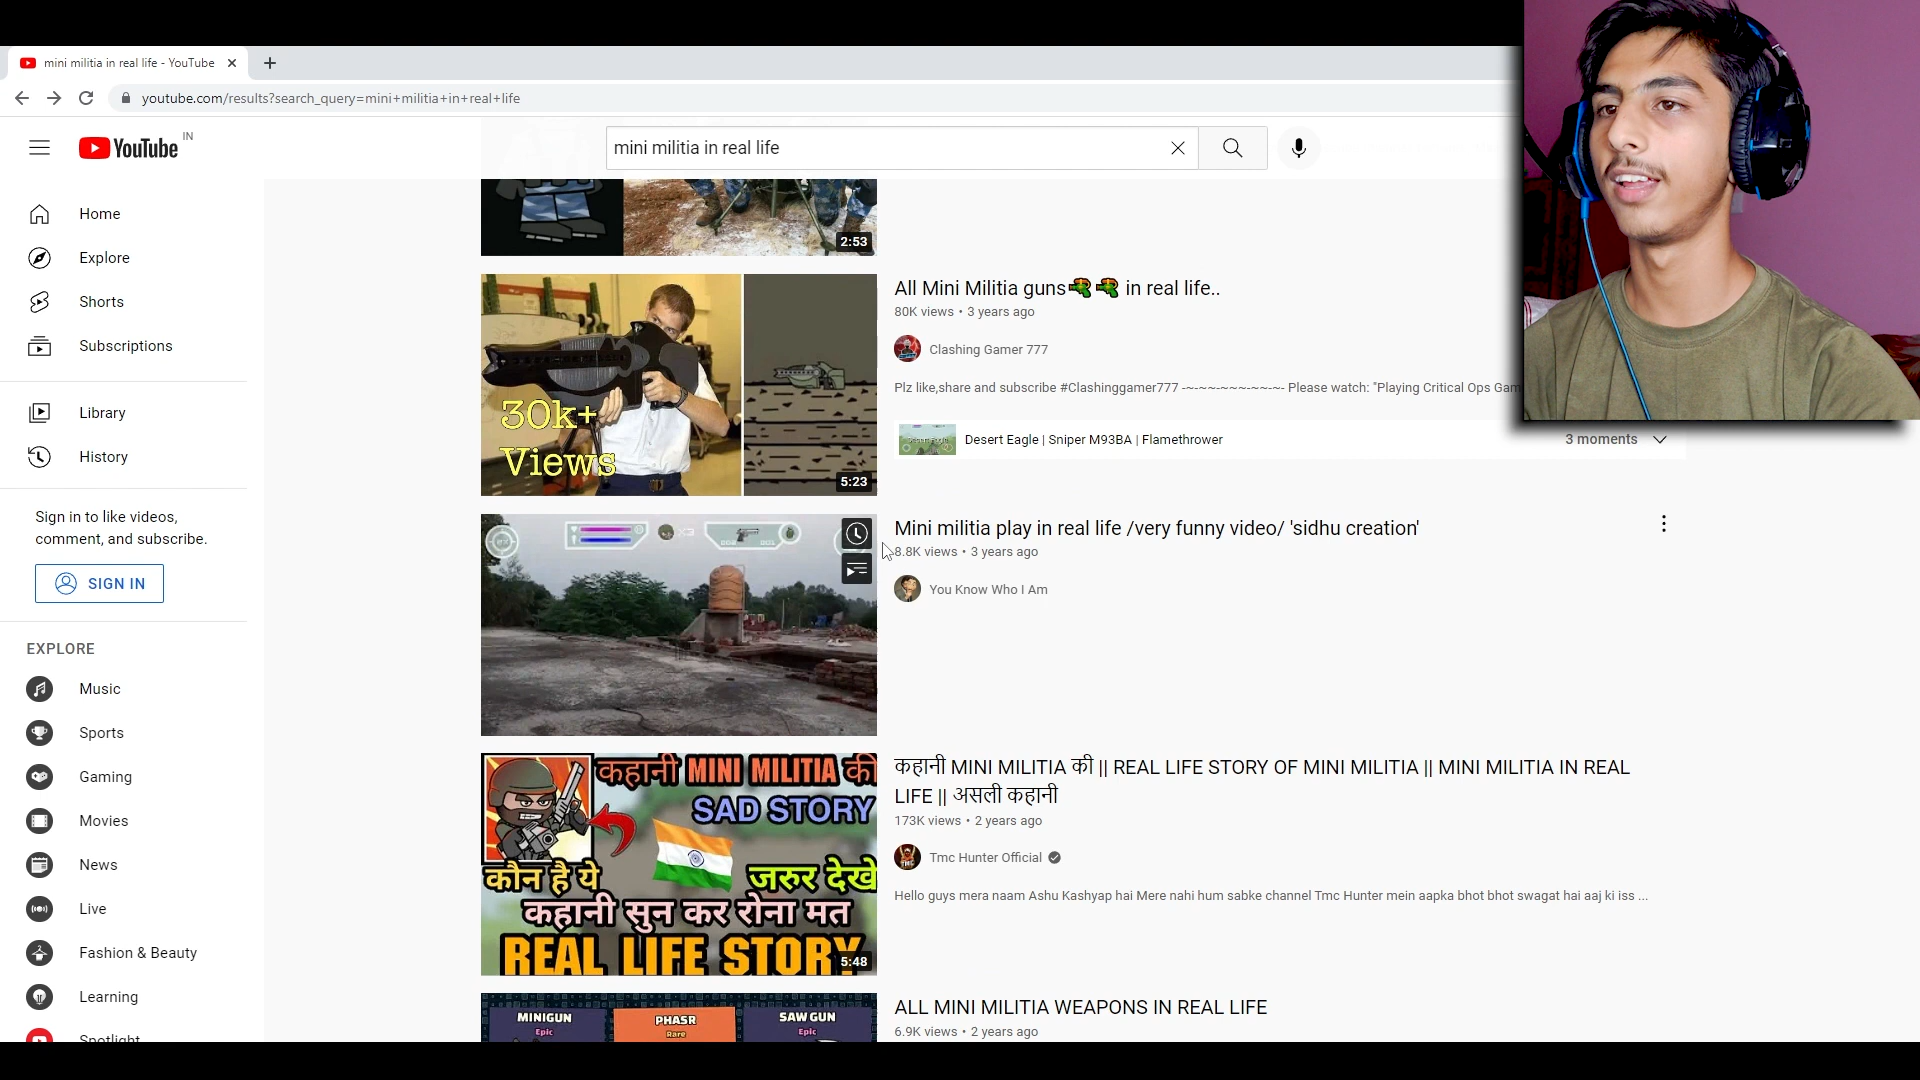 mini militia in real life - YouTube
youtube.com/results?search_query=mini+militia+in+real+life
YouTube IN
mini militia in real life
Home
Explore
Shorts
Subscriptions
Library
History
Sign in to like videos,
comment, and subscribe.
SIGN IN
EXPLORE
Music
Sports
Gaming
Movies
News
Live
Fashion & Beauty
Learning
Spotlight
2:53
30k+
Views
5:23
All Mini Militia guns in real life..
80K views • 3 years ago
Clashing Gamer 777
Plz like,share and subscribe #Clashinggamer777 -~-~~-~~~-~~-~- Please watch: "Playing Critical Ops Gam
Desert Eagle | Sniper M93BA | Flamethrower
3 moments
X3
Mini militia play in real life /very funny video/ 'sidhu creation'
8.8K views • 3 years ago
You Know Who I Am
कहानी MINI MILITIA की
SAD STORY
कौन है ये
जरुर देखे
कहानी सुन कर रोना मत
REAL LIFE STORY
5:48
कहानी MINI MILITIA की || REAL LIFE STORY OF MINI MILITIA || MINI MILITIA IN REAL
LIFE || असली कहानी
173K views • 2 years ago
Tmc Hunter Official
Hello guys mera naam Ashu Kashyap hai Mere nahi hum sabke channel Tmc Hunter mein aapka bhot bhot swagat hai aaj ki iss ...
MINIGUN
Epic
PHASR
Rare
SAW GUN
Epic
ALL MINI MILITIA WEAPONS IN REAL LIFE
6.9K views • 2 years ago